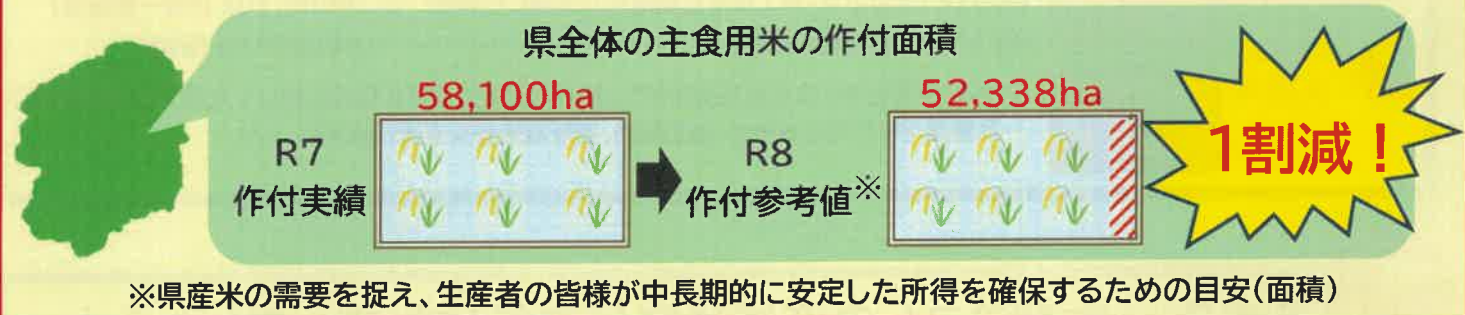 県全体の主食用米の作付面積
58,100ha
52,338ha
R7
作付実績
R8
作付参考値※
1割減！
※県産米の需要を捉え、生産者の皆様が中長期的に安定した所得を確保するための目安（面積）